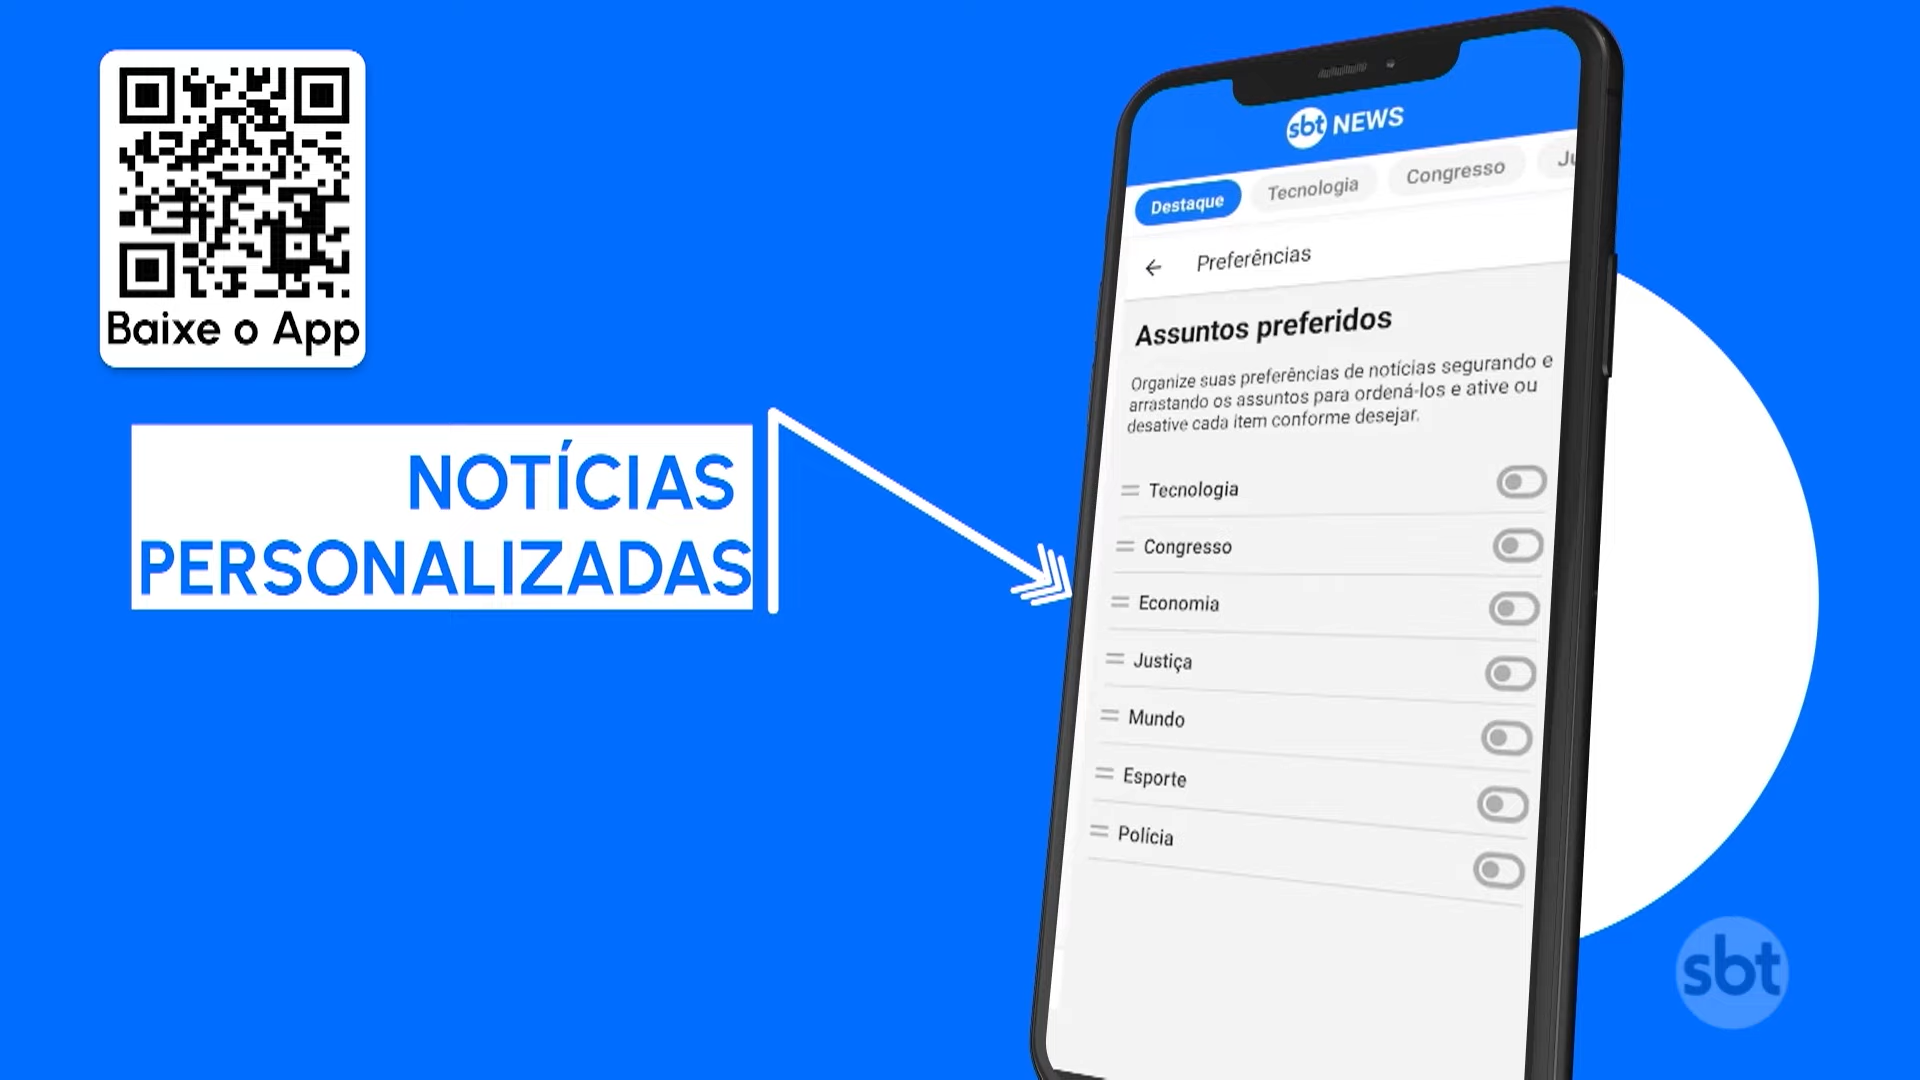 Baixe o App
NOTÍCIAS
PERSONALIZADAS
sbt NEWS
Destaque Tecnologia Congresso
Preferências
Assuntos preferidos
Organize suas preferências de notícias segurando e
arrastando os assuntos para ordená-los e ative ou
desative cada item conforme desejar.
Tecnologia
Congresso
Economia
Justiça
Mundo
Esporte
Polícia
sbt